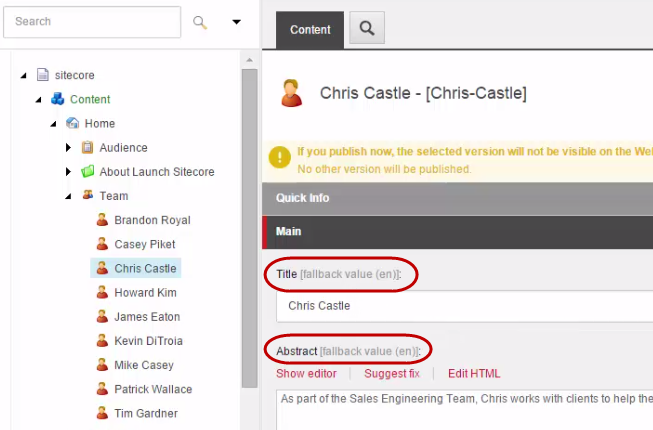 Search
sitecore
Content
Home
Audience
About Launch Sitecore
Team
Brandon Royal
Casey Piket
Chris Castle
Howard Kim
James Eaton
Kevin DiTroia
Mike Casey
Patrick Wallace
Tim Gardner
Content
Chris Castle - [Chris-Castle]
If you publish now, the selected version will not be visible on the We
No other version will be published.
Quick Info
Main
Title [fallback value (en)]:
Chris Castle
Abstract [fallback value (en)]:
Show editor Suggest fix Edit HTML
As part of the Sales Engineering Team, Chris works with clients to help the